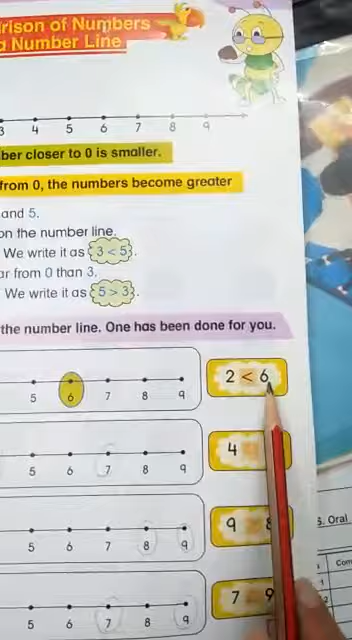 rison of Numbers
a Number Line
3 4 5 6 7 8 9
ber closer to 0 is smaller.
from 0, the numbers become greater
and 5.
on the number line.
We write it as 3 < 5.
ar from 0 than 3.
We write it as 5 > 3.
the number line. One has been done for you.
5 6 7 8 9
2 < 6
5 6 7 8 9
4
5 6 7 8 9
9 8
5 6 7 8 9
7 9
5. Oral
Com
1
2